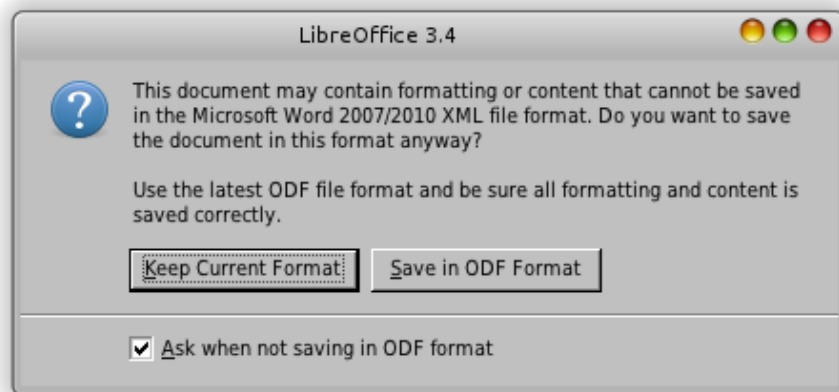 LibreOffice 3.4
This document may contain formatting or content that cannot be saved
in the Microsoft Word 2007/2010 XML file format. Do you want to save
the document in this format anyway?
Use the latest ODF file format and be sure all formatting and content is
saved correctly.
Keep Current Format
Save in ODF Format
Ask when not saving in ODF format